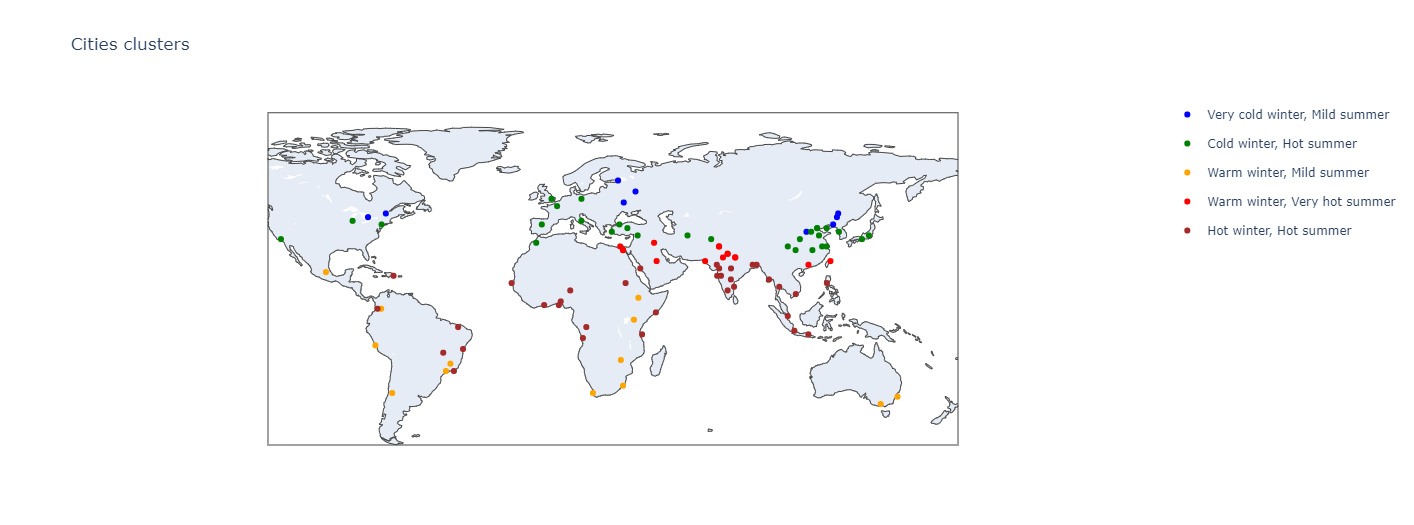 Cities clusters
Very cold winter, Mild summer
Cold winter, Hot summer
Warm winter, Mild summer
Warm winter, Very hot summer
Hot winter, Hot summer